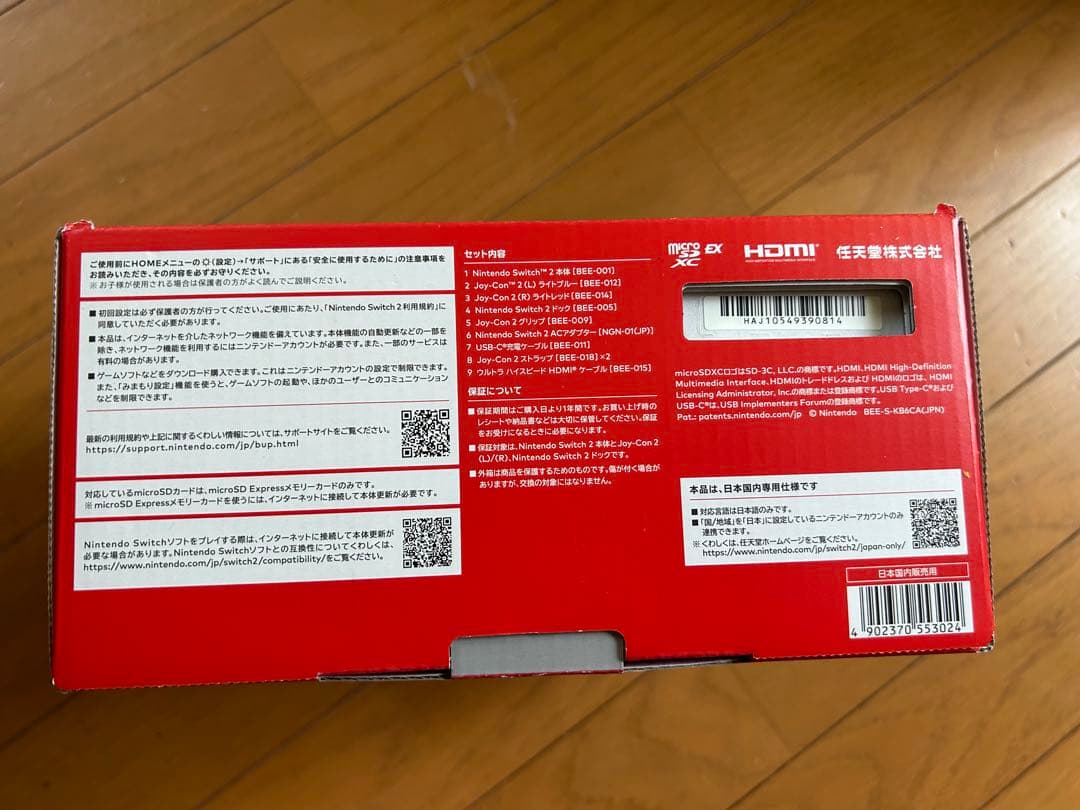 ご使用前にHOMEメニューの(設定)→「サポート」にある「安全に使用するために」の注意事項を
お読みいただき、その内容を必ずお守りください。
※お子様が使用される場合は保護者の方がよく読んでご説明ください。
■ 初回設定は必ず保護者の方が行ってください。ご使用にあたり、「Nintendo Switch 2利用規約」に
同意していただく必要があります。
■ 本品は、インターネットを介したネットワーク機能を備えています。本体機能の自動更新などの一部を
除き、ネットワーク機能を利用するにはニンテンドーアカウントが必要です。また、一部のサービスは
有料の場合があります。
■ ゲームソフトなどをダウンロード購入できます。これはニンテンドーアカウントの設定で制限できます。
また、「みまもり設定」機能を使うと、ゲームソフトの起動や、ほかのユーザーとのコミュニケーション
などを制限できます。
最新の利用規約や上記に関するくわしい情報については、サポートサイトをご覧ください。
https://support.nintendo.com/jp/bup.html
対応しているmicroSDカードは、microSD Expressメモリーカードのみです。
※microSD Expressメモリーカードを使うには、インターネットに接続して本体更新が必要です。
Nintendo Switchソフトをプレイする際は、インターネットに接続して本体更新が
必要な場合があります。Nintendo Switchソフトとの互換性についてくわしくは、
https://www.nintendo.com/jp/switch2/compatibility/をご覧ください。
セット内容
1 Nintendo Switch™ 2 本体 [BEE-001]
2 Joy-Con™ 2 (L) ライトブルー [BEE-012]
3 Joy-Con 2 (R) ライトレッド [BEE-014]
4 Nintendo Switch 2 ドック [BEE-005]
5 Joy-Con 2 グリップ [BEE-009]
6 Nintendo Switch 2 ACアダプター [NGN-01(JP)]
7 USB-C®充電ケーブル [BEE-011]
8 Joy-Con 2 ストラップ [BEE-018]×2
9 ウルトラ ハイスピード HDMI® ケーブル [BEE-015]
保証について
■ 保証期間はご購入日より1年間です。お買い上げ時の
レシートや納品書などは大切に保管してください。保証
をお受けになるときに必要になります。
■ 保証対象は、Nintendo Switch 2 本体とJoy-Con 2
(L)/(R)、Nintendo Switch 2 ドックです。
■ 外箱は商品を保護するためのものです。傷が付く場合が
ありますが、交換の対象にはなりません。
micro SD XC EX HDMI® 任天堂株式会社
HIGH-DEFINITION MULTIMEDIA INTERFACE
HAJ10549390814
microSDXCロゴはSD-3C, LLC.の商標です。HDMI、HDMI High-Definition
Multimedia Interface、HDMIのトレードドレスおよび HDMIのロゴは、HDMI
Licensing Administrator, Inc.の商標または登録商標です。USB Type-C®および
USB-C®は、USB Implementers Forumの登録商標です。
Pat.: patents.nintendo.com/jp © Nintendo BEE-S-KB6CA(JPN)
本品は、日本国内専用仕様です
■ 対応言語は日本語のみです。
■ 「国/地域」を「日本」に設定しているニンテンドーアカウントのみ
連携できます。
※くわしくは、任天堂ホームページをご覧ください。
https://www.nintendo.com/jp/switch2/japan-only/
日本国内販売用
4 902370 553024